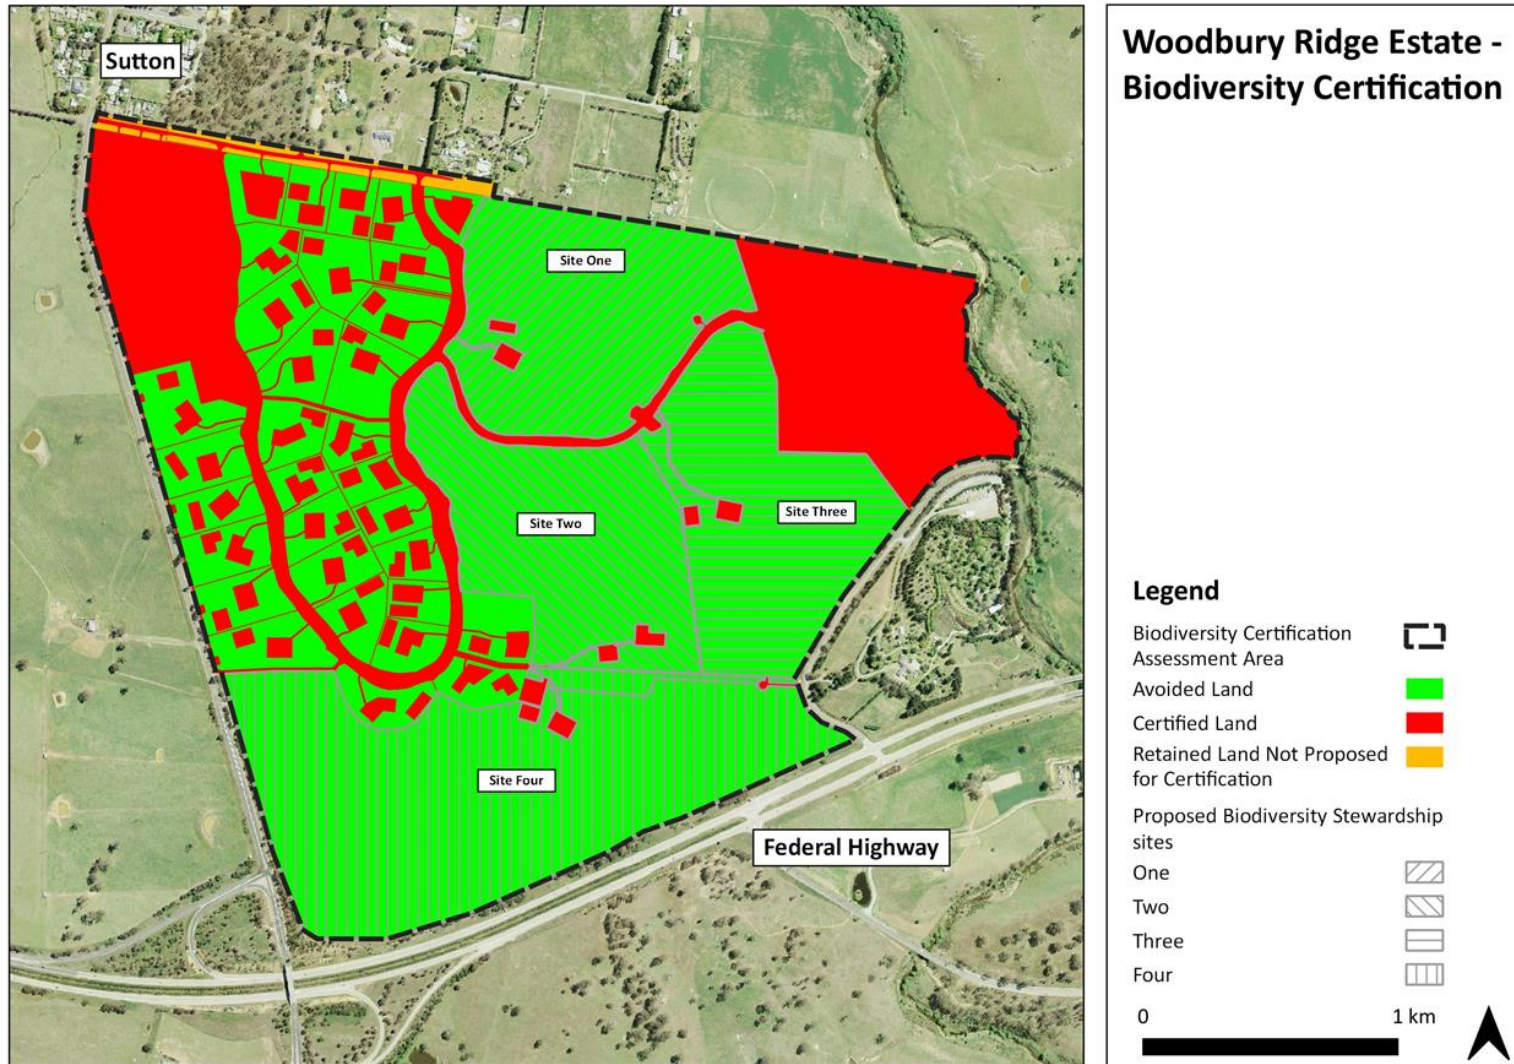 Sutton
Site One
Site Two
Site Three
Site Four
Federal Highway
Woodbury Ridge Estate -
Biodiversity Certification
Legend
Biodiversity Certification
Assessment Area
Avoided Land
Certified Land
Retained Land Not Proposed
for Certification
Proposed Biodiversity Stewardship
sites
One
Two
Three
Four
0 1 km